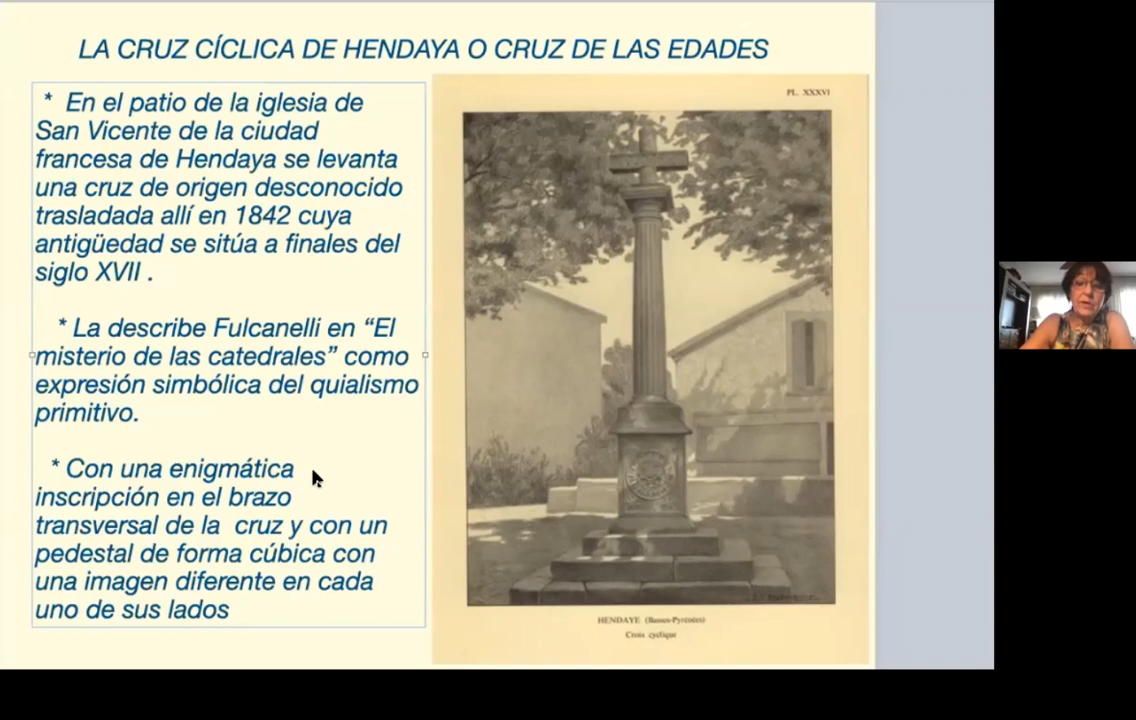 LA CRUZ CÍCLICA DE HENDAYA O CRUZ DE LAS EDADES
* En el patio de la iglesia de
San Vicente de la ciudad
francesa de Hendaya se levanta
una cruz de origen desconocido
trasladada allí en 1842 cuya
antigüedad se sitúa a finales del
siglo XVII .
* La describe Fulcanelli en “El
misterio de las catedrales” como
expresión simbólica del quialismo
primitivo.
* Con una enigmática
inscripción en el brazo
transversal de la cruz y con un
pedestal de forma cúbica con
una imagen diferente en cada
uno de sus lados
PL. XXXVI
HENDAYE (Basses-Pyrénées)
Croix cyclique